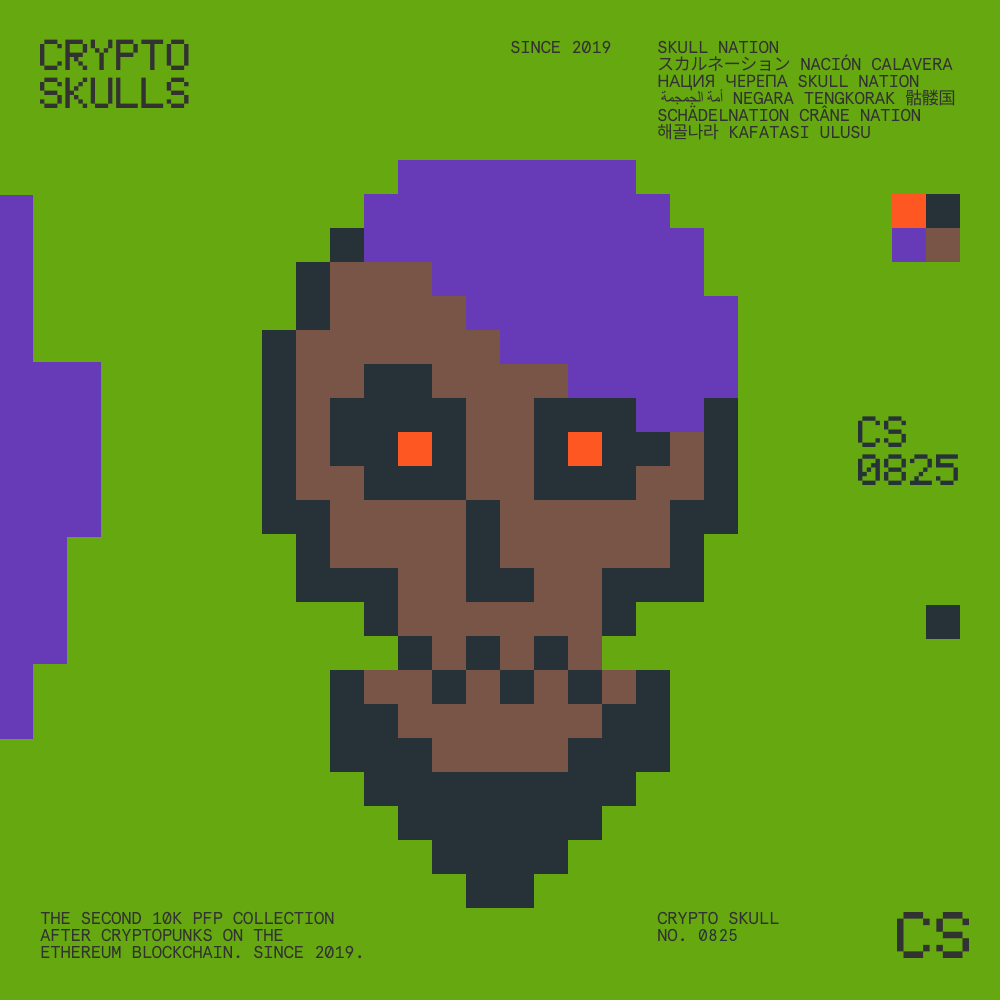 CRYPTO
SKULLS
SINCE 2019
SKULL NATION
スカルネーション NACIÓN CALAVERA
НАЦИЯ ЧЕРЕПА SKULL NATION
أمة الجمجمة NEGARA TENGKORAK 骷髅国
SCHÄDELNATION CRÂNE NATION
해골나라 KAFATASI ULUSU
CS
0825
THE SECOND 10K PFP COLLECTION
AFTER CRYPTOPUNKS ON THE
ETHEREUM BLOCKCHAIN. SINCE 2019.
CRYPTO SKULL
NO. 0825
CS